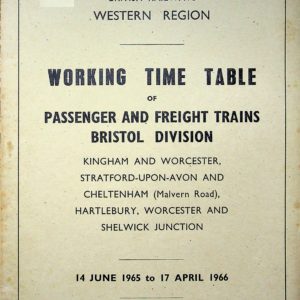 WESTERN REGION
WORKING TIME TABLE
OF
PASSENGER AND FREIGHT TRAINS
BRISTOL DIVISION
KINGHAM AND WORCESTER,
STRATFORD-UPON-AVON AND
CHELTENHAM (Malvern Road),
HARTLEBURY, WORCESTER AND
SHELWICK JUNCTION
14 JUNE 1965 to 17 APRIL 1966